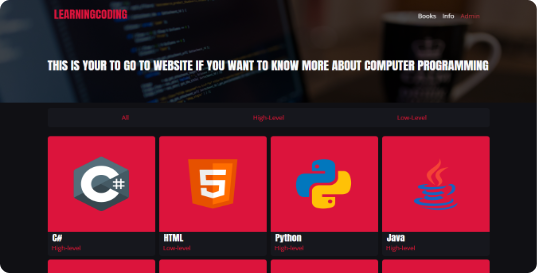 LEARNINGCODING
Books Info Admin
THIS IS YOUR TO GO TO WEBSITE IF YOU WANT TO KNOW MORE ABOUT COMPUTER PROGRAMMING
All High-Level Low-Level
C# 5
C# HTML Python Java
High-level Low-level High-level High-level